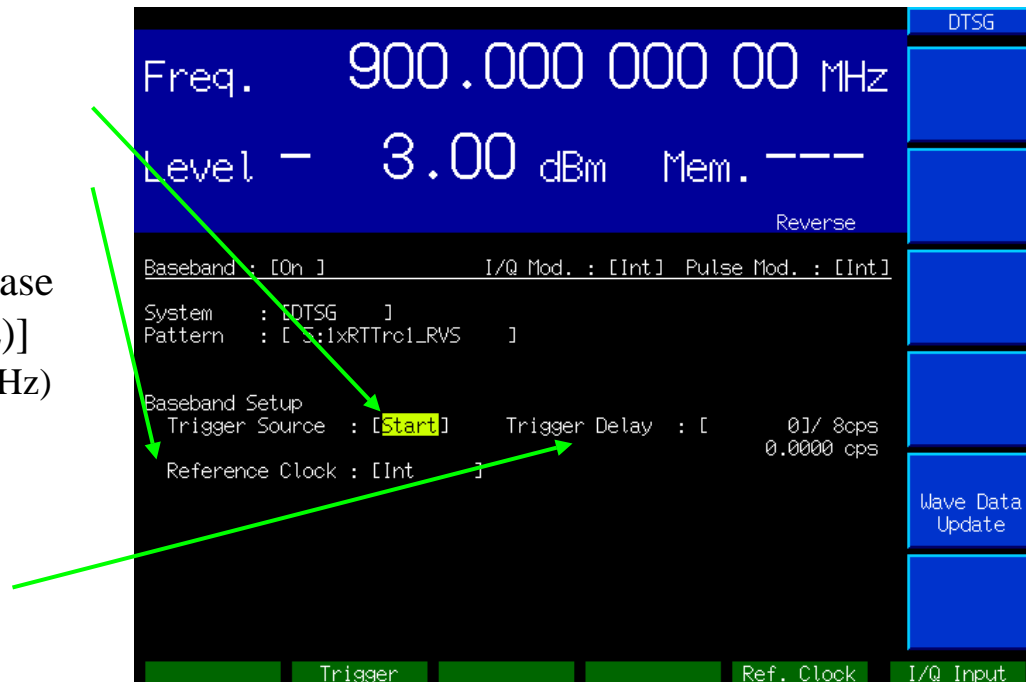 DTSG
Freq. 900.000 000 00 MHz
Level - 3.00 dBm Mem. ---
Reverse
Baseband : [On ] I/Q Mod. : [Int] Pulse Mod. : [Int]
System : [DTSG ]
Pattern : [ 5:1xRTTrc1_RVS ]
Baseband Setup
Trigger Source : [Start] Trigger Delay : [ 0]/ 8cps
0.0000 cps
Reference Clock : [Int ]
Wave Data
Update
Trigger Ref. Clock I/Q Input
ase
)]
Hz)